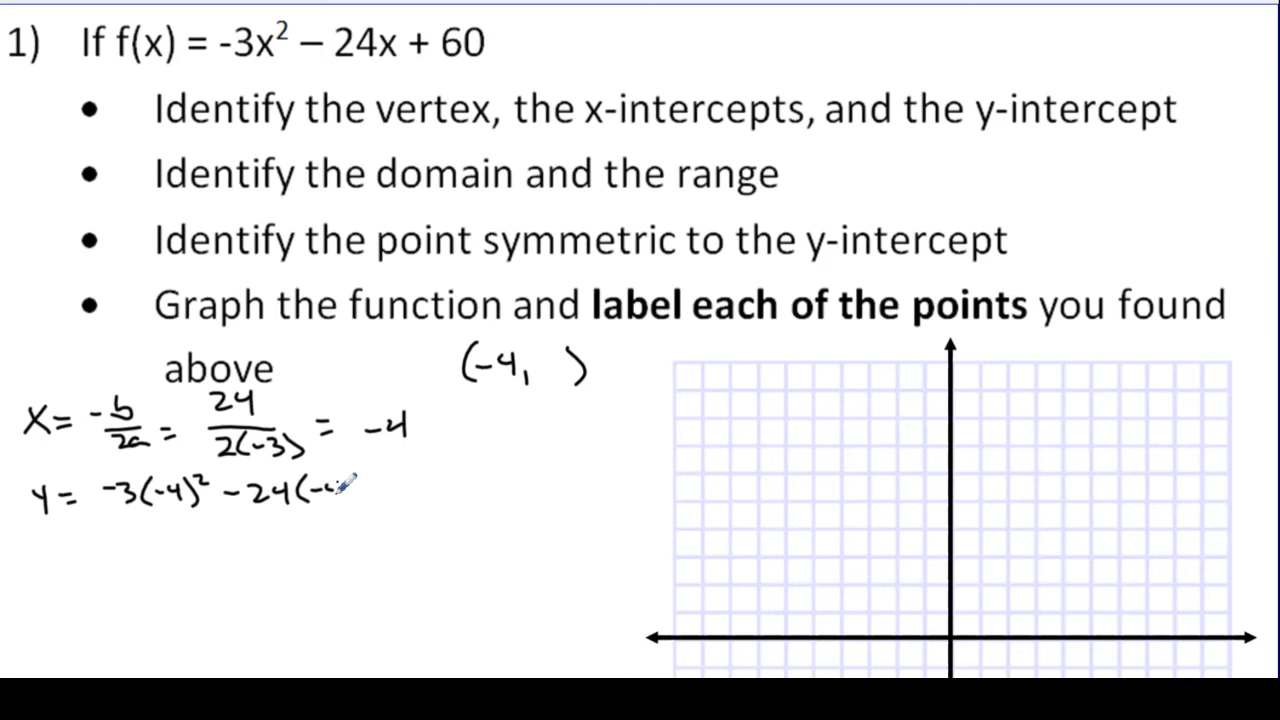 1) If f(x) = -3x² – 24x + 60
• Identify the vertex, the x-intercepts, and the y-intercept
• Identify the domain and the range
• Identify the point symmetric to the y-intercept
• Graph the function and label each of the points you found
above (-4, )
x = -b/2a = 24/2(-3) = -4
y = -3(-4)² - 24(-4